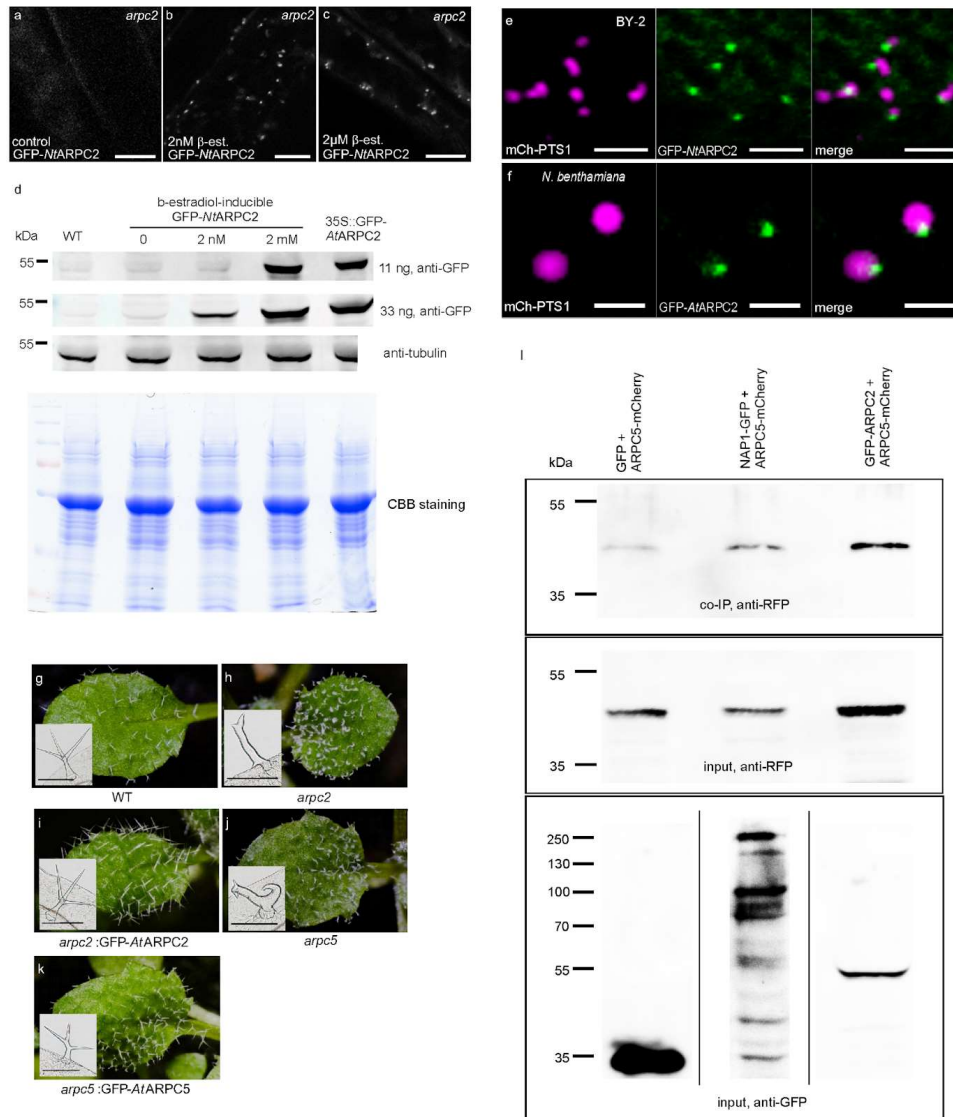 a
arpc2
control
GFP-NtARPC2
b
arpc2
2nM β-est.
GFP-NtARPC2
c
arpc2
2μM β-est.
GFP-NtARPC2
d
b-estradiol-inducible
GFP-NtARPC2
35S::GFP-
AtARPC2
kDa
WT
0
2 nM
2 mM
55
11 ng, anti-GFP
55
33 ng, anti-GFP
55
anti-tubulin
CBB staining
e
BY-2
mCh-PTS1
GFP-NtARPC2
merge
f
N. benthamiana
mCh-PTS1
GFP-AtARPC2
merge
g
WT
h
arpc2
i
arpc2 :GFP-AtARPC2
j
arpc5
k
arpc5 :GFP-AtARPC5
l
kDa
GFP +
ARPC5-mCherry
NAP1-GFP +
ARPC5-mCherry
GFP-ARPC2 +
ARPC5-mCherry
55
35
co-IP, anti-RFP
55
35
input, anti-RFP
250
130
100
70
55
35
input, anti-GFP